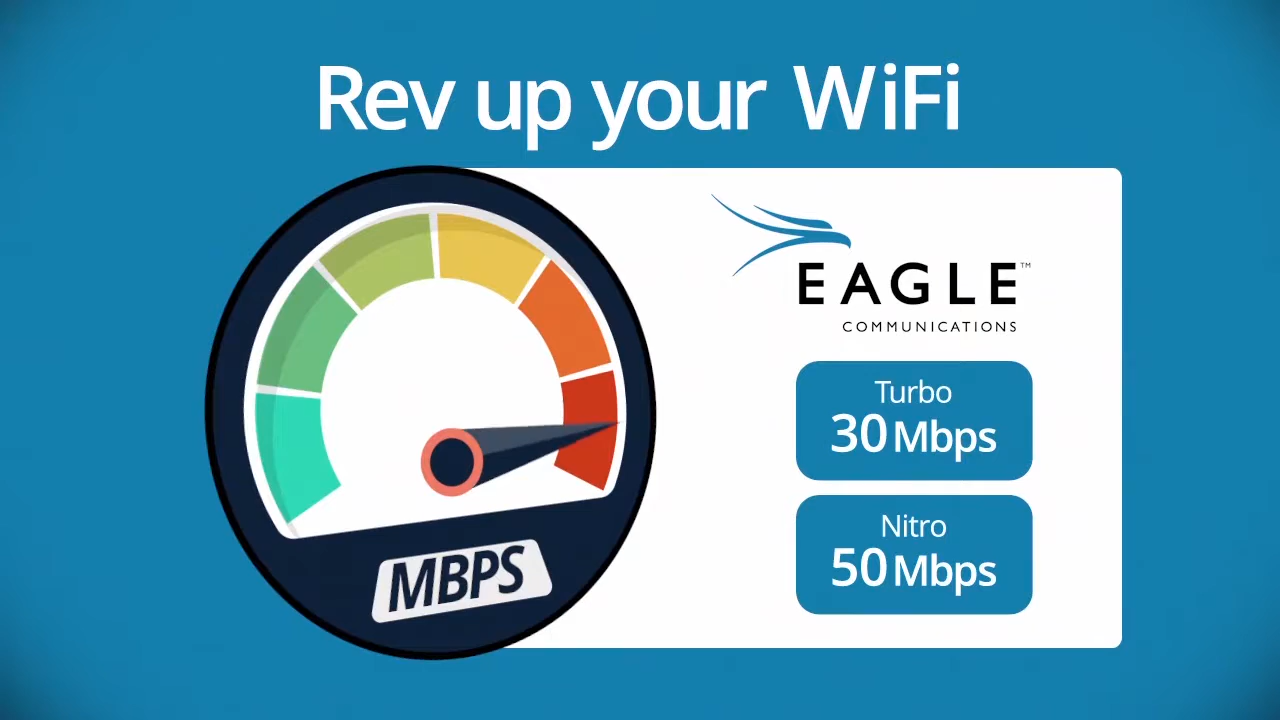 Rev up your WiFi
EAGLE™
COMMUNICATIONS
Turbo
30 Mbps
Nitro
50 Mbps
MBPS